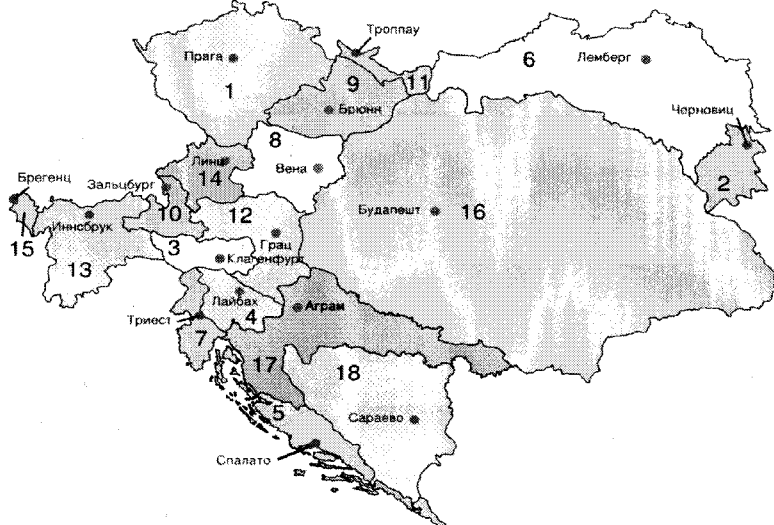 Троппау
6
Прага
Лемберг
1
9
11
Брюнн
Черновиц
8
Линц
Вена
14
2
Брегенц
Зальцбург
10
12
Будапешт
16
Иннсбрук
15
3
Грац
Клагенфурт
13
Лайбах
Аграм
4
Триест
7
17
18
5
Сараево
Спалато